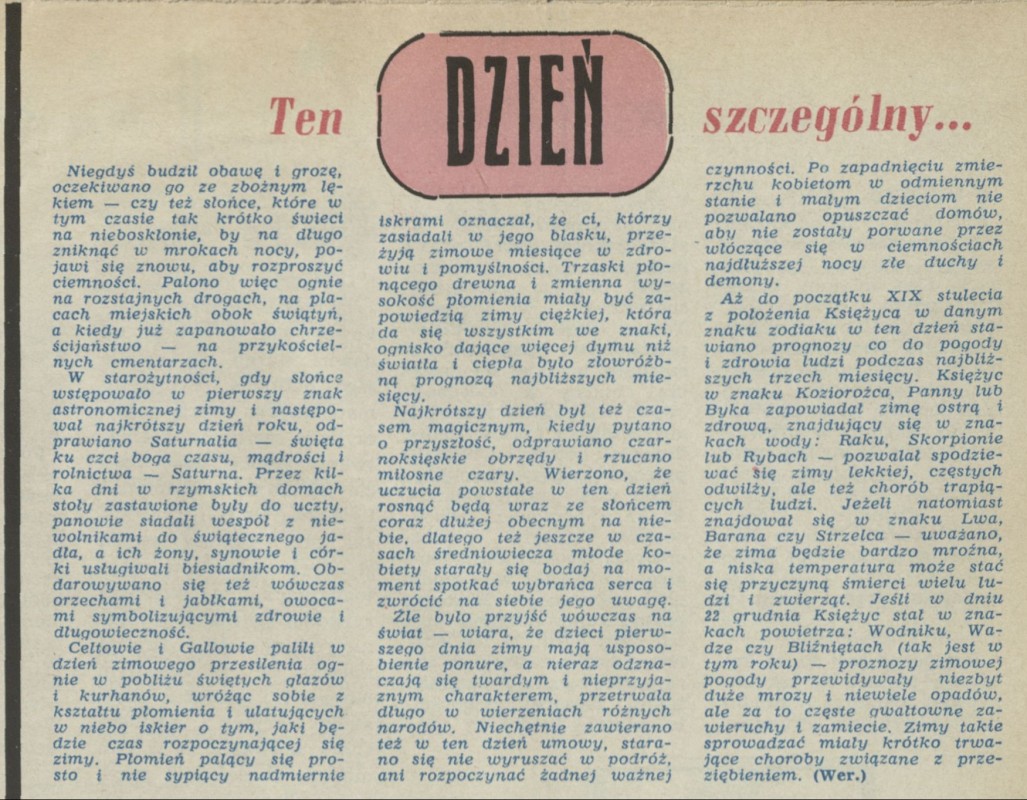 Ten DZIEŃ szczególny...
Niegdyś budził obawę i grozę,
oczekiwano go ze zbożnym lę-
kiem — czy też słońce, które w
tym czasie tak krótko świeci
na nieboskłonie, by na długo
zniknąć w mrokach nocy, po-
jawi się znowu, aby rozproszyć
ciemności. Palono więc ognie
na rozstajnych drogach, na pla-
cach miejskich obok świątyń,
a kiedy już zapanowało chrze-
ścijaństwo — na przykościel-
nych cmentarzach.
W starożytności, gdy słońce
wstępowało w pierwszy znak
astronomicznej zimy i następo-
wał najkrótszy dzień roku, od-
prawiano Saturnalia — święta
ku czci boga czasu, mądrości i
rolnictwa — Saturna. Przez kil-
ka dni w rzymskich domach
stoły zastawione były do uczty,
panowie siadali wespół z nie-
wolnikami do świątecznego ja-
dła, a ich żony, synowie i cór-
ki usługiwali biesiadnikom. Ob-
darowywano się też wówczas
orzechami i jabłkami, owoca-
mi symbolizującymi zdrowie i
długowieczność.
Celtowie i Gallowie palili w
dzień zimowego przesilenia og-
nie w pobliżu świętych głazów
i kurhanów, wróżąc sobie z
kształtu płomienia i ulatujących
w niebo iskier o tym, jaki bę-
dzie czas rozpoczynającej się
zimy. Płomień palący się pro-
sto i nie sypiący nadmiernie
iskrami oznaczał, że ci, którzy
zasiadali w jego blasku, prze-
żyją zimowe miesiące w zdro-
wiu i pomyślności. Trzaski pło-
nącego drewna i zmienna wy-
sokość płomienia miały być za-
powiedzią zimy ciężkiej, która
da się wszystkim we znaki,
ognisko dające więcej dymu niż
światła i ciepła było złowróżb-
ną prognozą najbliższych mie-
sięcy.
Najkrótszy dzień był też cza-
sem magicznym, kiedy pytano
o przyszłość, odprawiano czar-
noksięskie obrzędy i rzucano
miłosne czary. Wierzono, że
uczucia powstałe w ten dzień
rosnąć będą wraz ze słońcem
coraz dłużej obecnym na nie-
bie, dlatego też jeszcze w cza-
sach średniowiecza młode ko-
biety starały się bodaj na mo-
ment spotkać wybrańca serca i
zwrócić na siebie jego uwagę.
Źle było przyjść wówczas na
świat — wiara, że dzieci pierw-
szego dnia zimy mają usposo-
bienie ponure, a nieraz odzna-
czają się twardym i nieprzyja-
znym charakterem, przetrwała
długo w wierzeniach różnych
narodów. Niechętnie zawierano
też w ten dzień umowy, stara-
no się nie wyruszać w podróż,
ani rozpoczynać żadnej ważnej
czynności. Po zapadnięciu zmie-
rzchu kobietom w odmiennym
stanie i małym dzieciom nie
pozwalano opuszczać domów,
aby nie zostały porwane przez
włóczące się w ciemnościach
najdłuższej nocy złe duchy i
demony.
Aż do początku XIX stulecia
z położenia Księżyca w danym
znaku zodiaku w ten dzień sta-
wiano prognozy co do pogody
i zdrowia ludzi podczas najbliż-
szych trzech miesięcy. Księżyc
w znaku Koziorożca, Panny lub
Byka zapowiadał zimę ostrą i
zdrową, znajdujący się w zna-
kach wody: Raku, Skorpionie
lub Rybach — pozwalał spodzie-
wać się zimy lekkiej, częstych
odwilży, ale też chorób trapią-
cych ludzi. Jeżeli natomiast
znajdował się w znaku Lwa,
Barana czy Strzelca — uważano,
że zima będzie bardzo mroźna,
a niska temperatura może stać
się przyczyną śmierci wielu lu-
dzi i zwierząt. Jeśli w dniu
22 grudnia Księżyc stał w zna-
kach powietrza: Wodniku, Wa-
dze czy Bliźniętach (tak jest w
tym roku) — proznozy zimowej
pogody przewidywały niezbyt
duże mrozy i niewiele opadów,
ale za to częste gwałtowne za-
wieruchy i zamiecie. Zimy takie
sprowadzać miały krótko trwa-
jące choroby związane z prze-
ziębieniem. (Wer.)